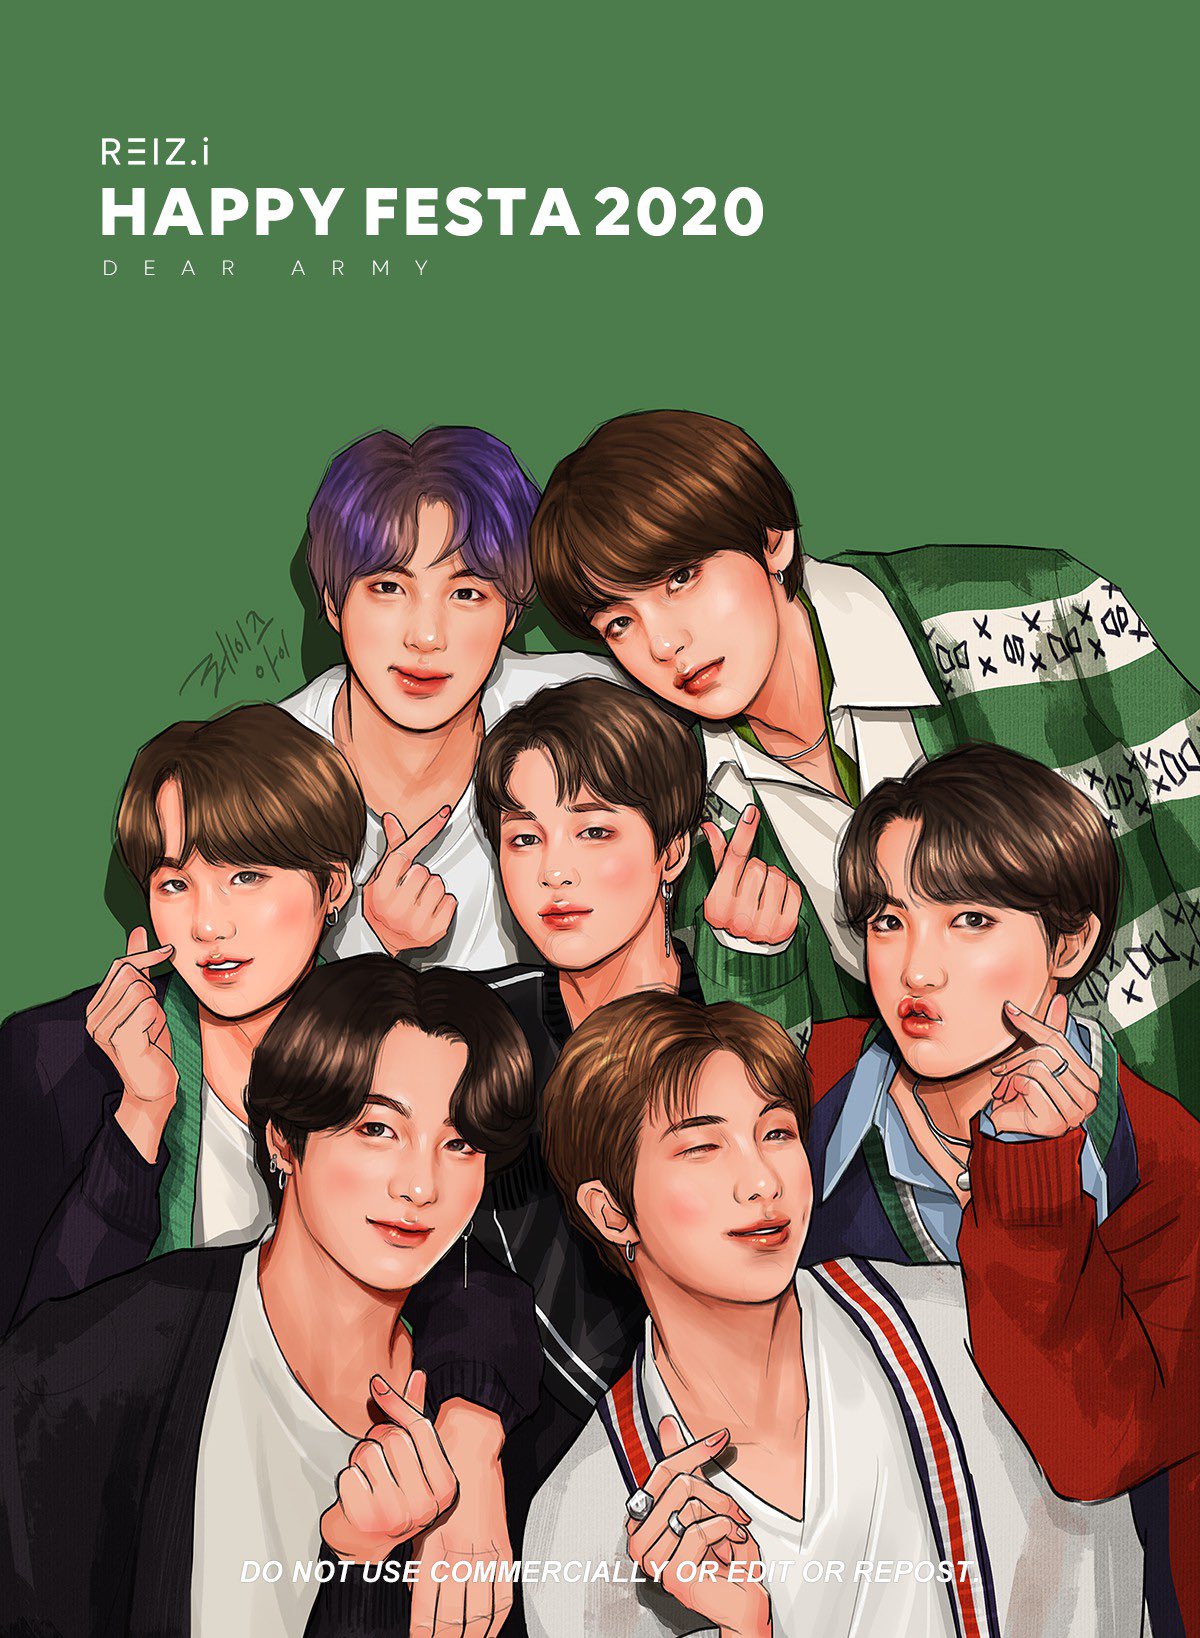 REIZ.i
HAPPY FESTA 2020
DEAR ARMY
레이즈
아이
DO NOT USE COMMERCIALLY OR EDIT OR REPOST.